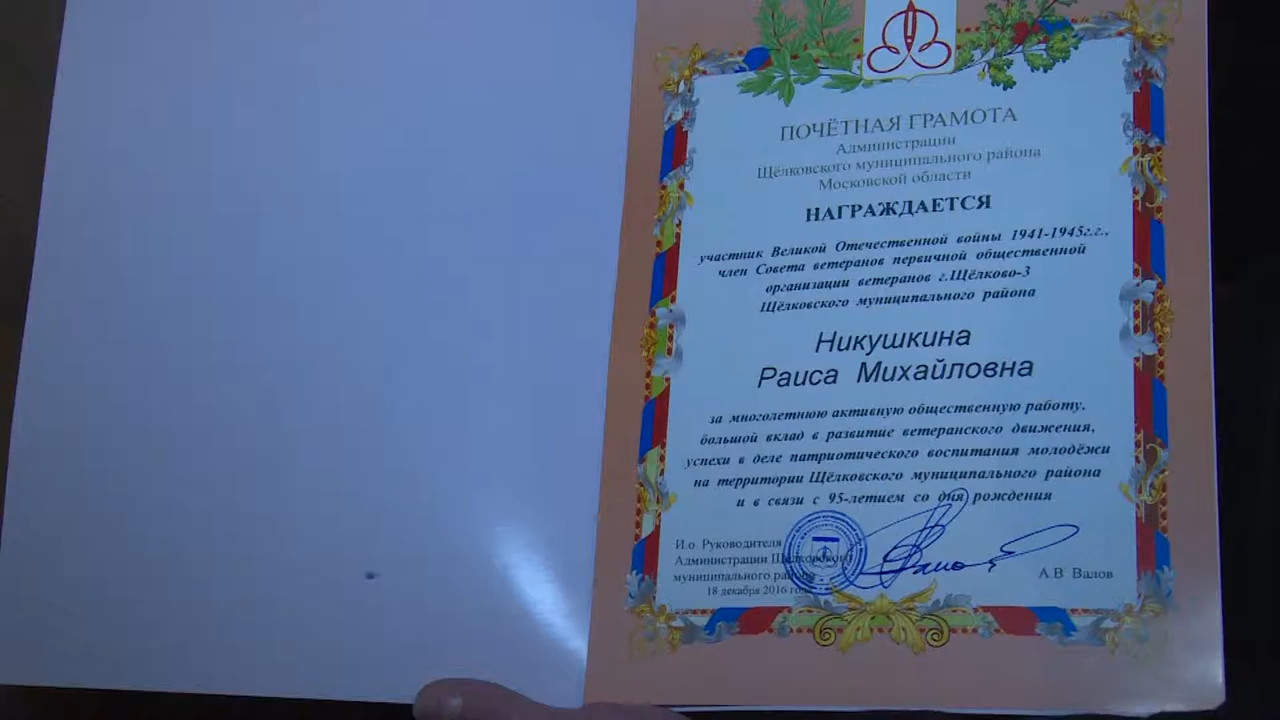 ПОЧЁТНАЯ ГРАМОТА
Администрации
Щёлковского муниципального района
Московской области
НАГРАЖДАЕТСЯ
участник Великой Отечественной войны 1941-1945г.г.,
член Совета ветеранов первичной общественной
организации ветеранов г.Щёлково-3
Щёлковского муниципального района
Никушкина
Раиса Михайловна
за многолетнюю активную общественную работу,
большой вклад в развитие ветеранского движения,
успехи в деле патриотического воспитания молодёжи
на территории Щёлковского муниципального района
и в связи с 95-летием со дня рождения
И.о. Руководителя
Администрации Щёлковского
муниципального района
18 декабря 2016 года
А.В. Валов